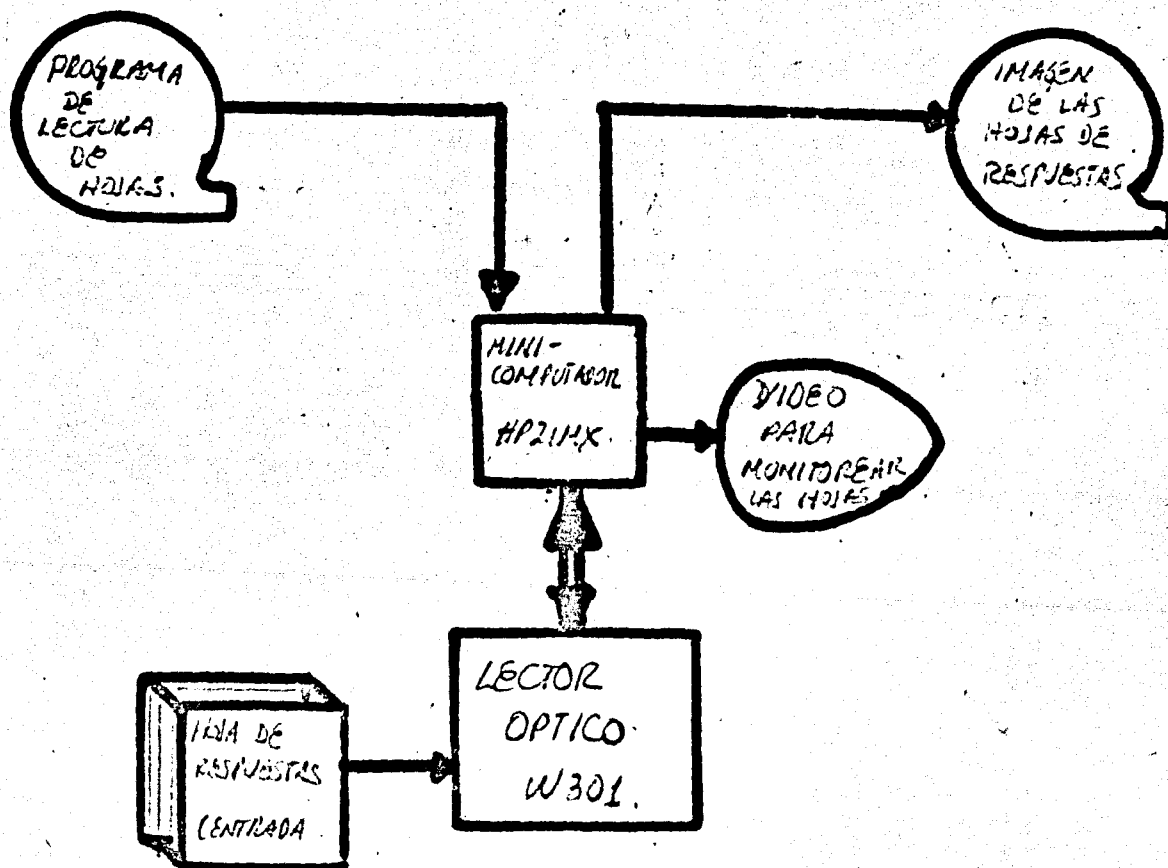 PROGRAMA
DE
LECTURA
DE
HOJAS.
IMAGEN
DE LAS
HOJAS DE
RESPUESTAS
MINI-
COMPUTADOR
HP21MX.
VIDEO
PARA
MONITOREAR
LAS HOJAS
LECTOR
OPTICO
W301.
HOJA DE
RESPUESTAS